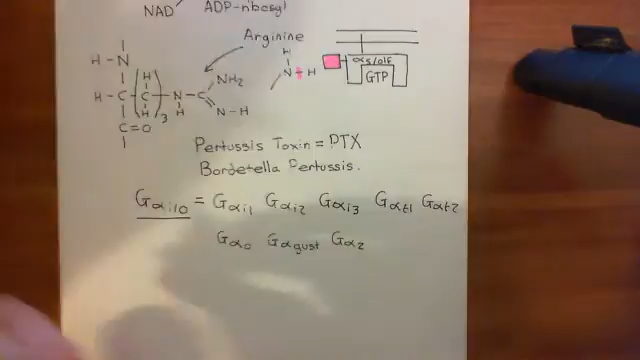 NAD ADP-ribosyl
Arginine
H-N
H
H-C-(C)-N-C NH2
H H
3
N-H
C=O
H
N-H
αs/olf
GTP
Pertussis Toxin = PTX
Bordetella Pertussis.
Gαi/o = Gαi1 Gαi2 Gαi3 Gαt1 Gαt2
Gαo Gαgust Gαz